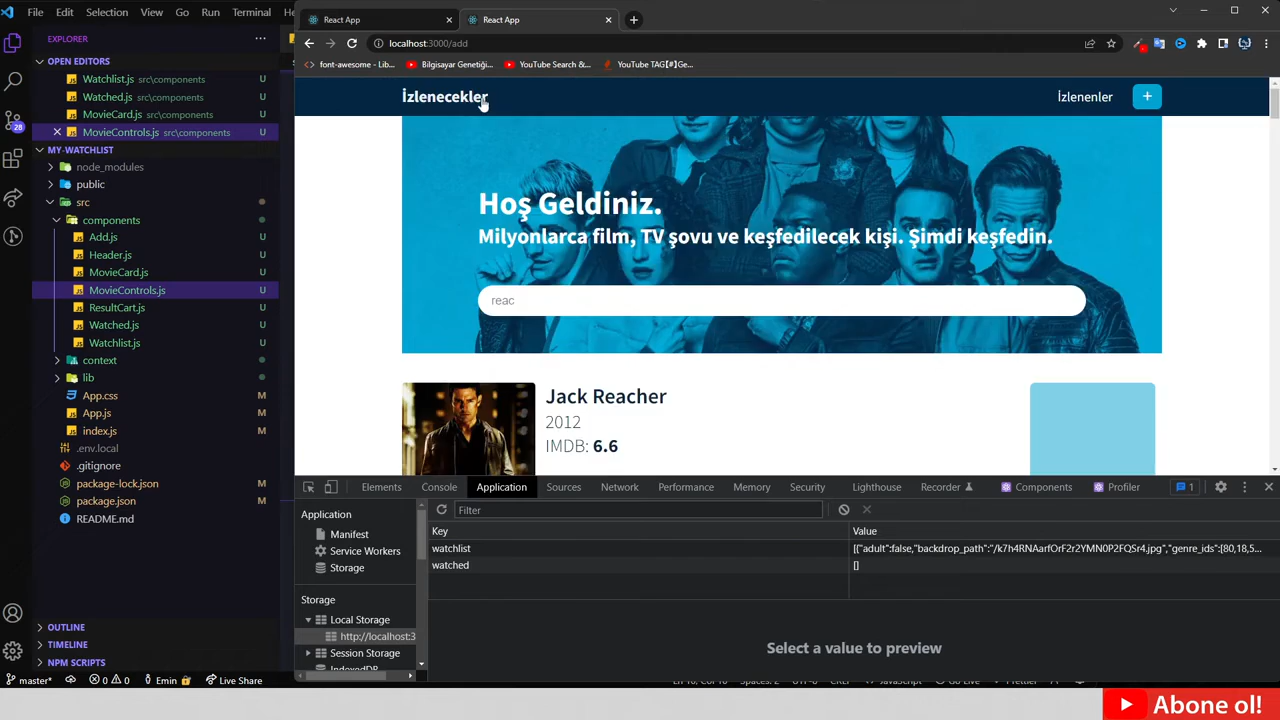 File Edit Selection View Go Run Terminal
EXPLORER
OPEN EDITORS
Watchlist.js src\components U
Watched.js src\components U
MovieCard.js src\components U
MovieControls.js src\components U
MY-WATCHLIST
node_modules
public
src
components
Add.js U
Header.js U
MovieCard.js U
MovieControls.js U
ResultCart.js U
Watched.js U
Watchlist.js U
context
lib
App.css M
App.js M
index.js M
.env.local
.gitignore
package-lock.json M
package.json M
README.md
OUTLINE
TIMELINE
NPM SCRIPTS
28
master* 0 0 Emin Live Share
React App
React App
localhost:3000/add
font-awesome - Lib...
Bilgisayar Genetiği...
YouTube Search &...
YouTube TAG【#】Ge...
İzlenecekler
İzlenenler
+
Hoş Geldiniz.
Milyonlarca film, TV şovu ve keşfedilecek kişi. Şimdi keşfedin.
reac
Jack Reacher
2012
IMDB: 6.6
Elements Console Application Sources Network Performance Memory Security Lighthouse Recorder Components Profiler 1
Application
Manifest
Service Workers
Storage
Storage
Local Storage
http://localhost:3
Session Storage
IndexedDB
Filter
Key Value
watchlist [{"adult":false,"backdrop_path":"/k7h4RNAarfOrF2r2YMN0P2FQSr4.jpg","genre_ids":[80,18,5...
watched []
Select a value to preview
Abone ol!